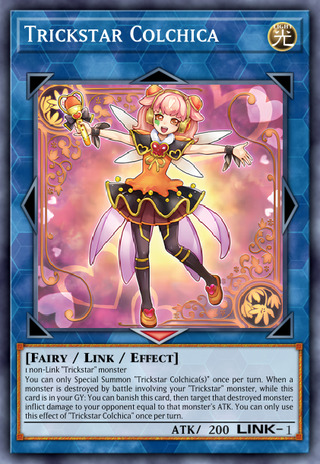 Trickstar Colchica
LIGHT
光
[Fairy / Link / Effect]
1 non-Link "Trickstar" monster
You can only Special Summon "Trickstar Colchica(s)" once per turn. When a
monster is destroyed by battle involving your "Trickstar" monster, while this
card is in your GY: You can banish this card, then target that destroyed monster;
inflict damage to your opponent equal to that monster's ATK. You can only use
this effect of "Trickstar Colchica" once per turn.
ATK/ 200 LINK-1